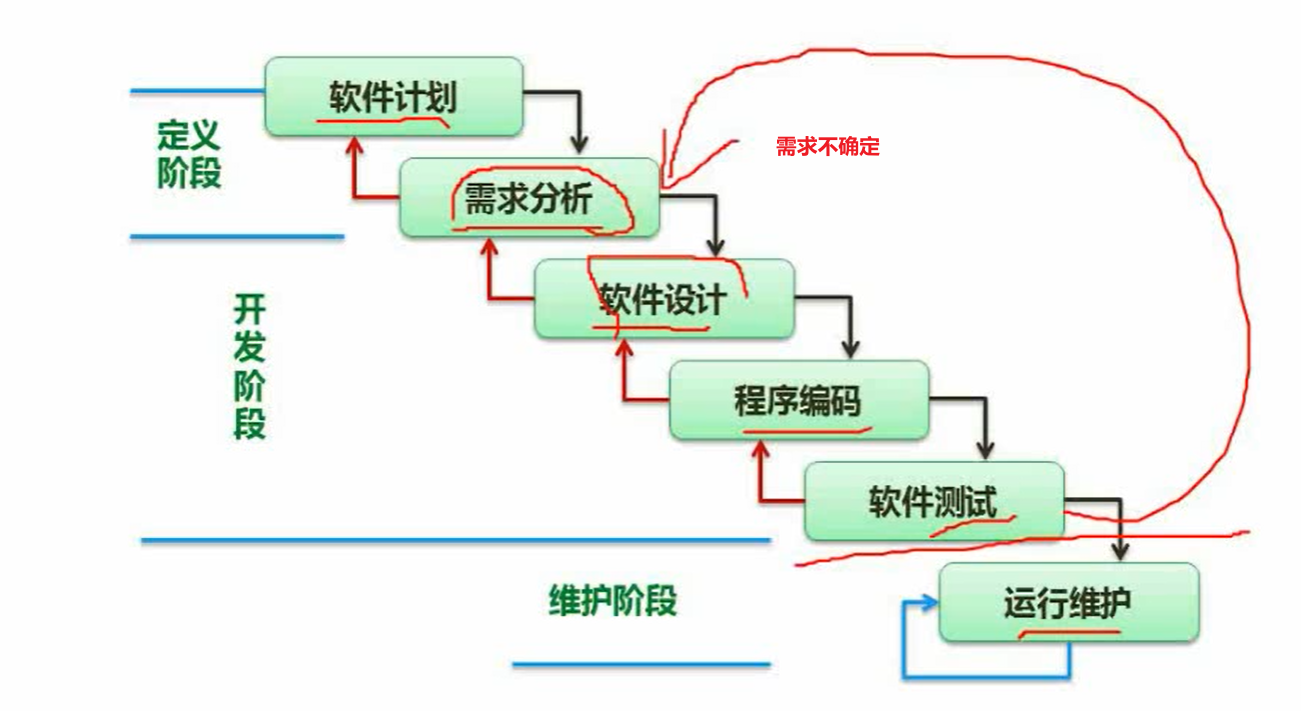 软件计划
定义
阶段
需求不确定
需求分析
软件设计
开
发
阶
段
程序编码
软件测试
维护阶段
运行维护